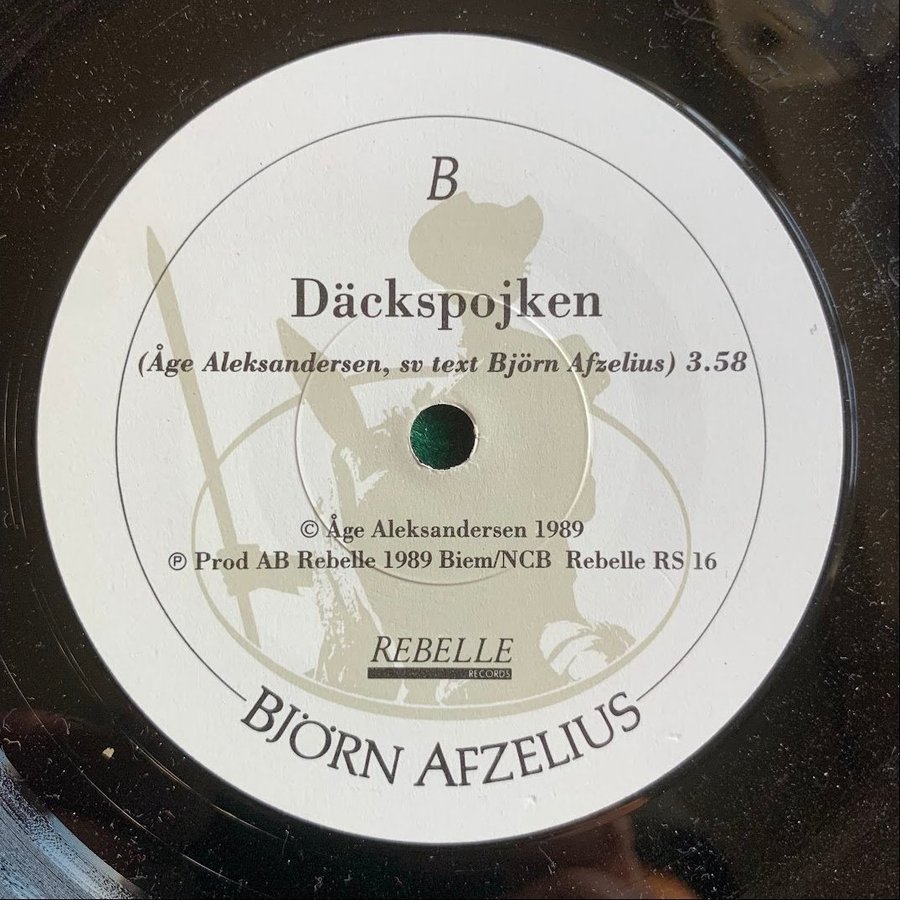 B
Däckspojken
(Åge Aleksandersen, sv text Björn Afzelius) 3.58
© Åge Aleksandersen 1989
℗ Prod AB Rebelle 1989 Biem/NCB Rebelle RS 16
REBELLE
RECORDS
BJÖRN AFZELIUS